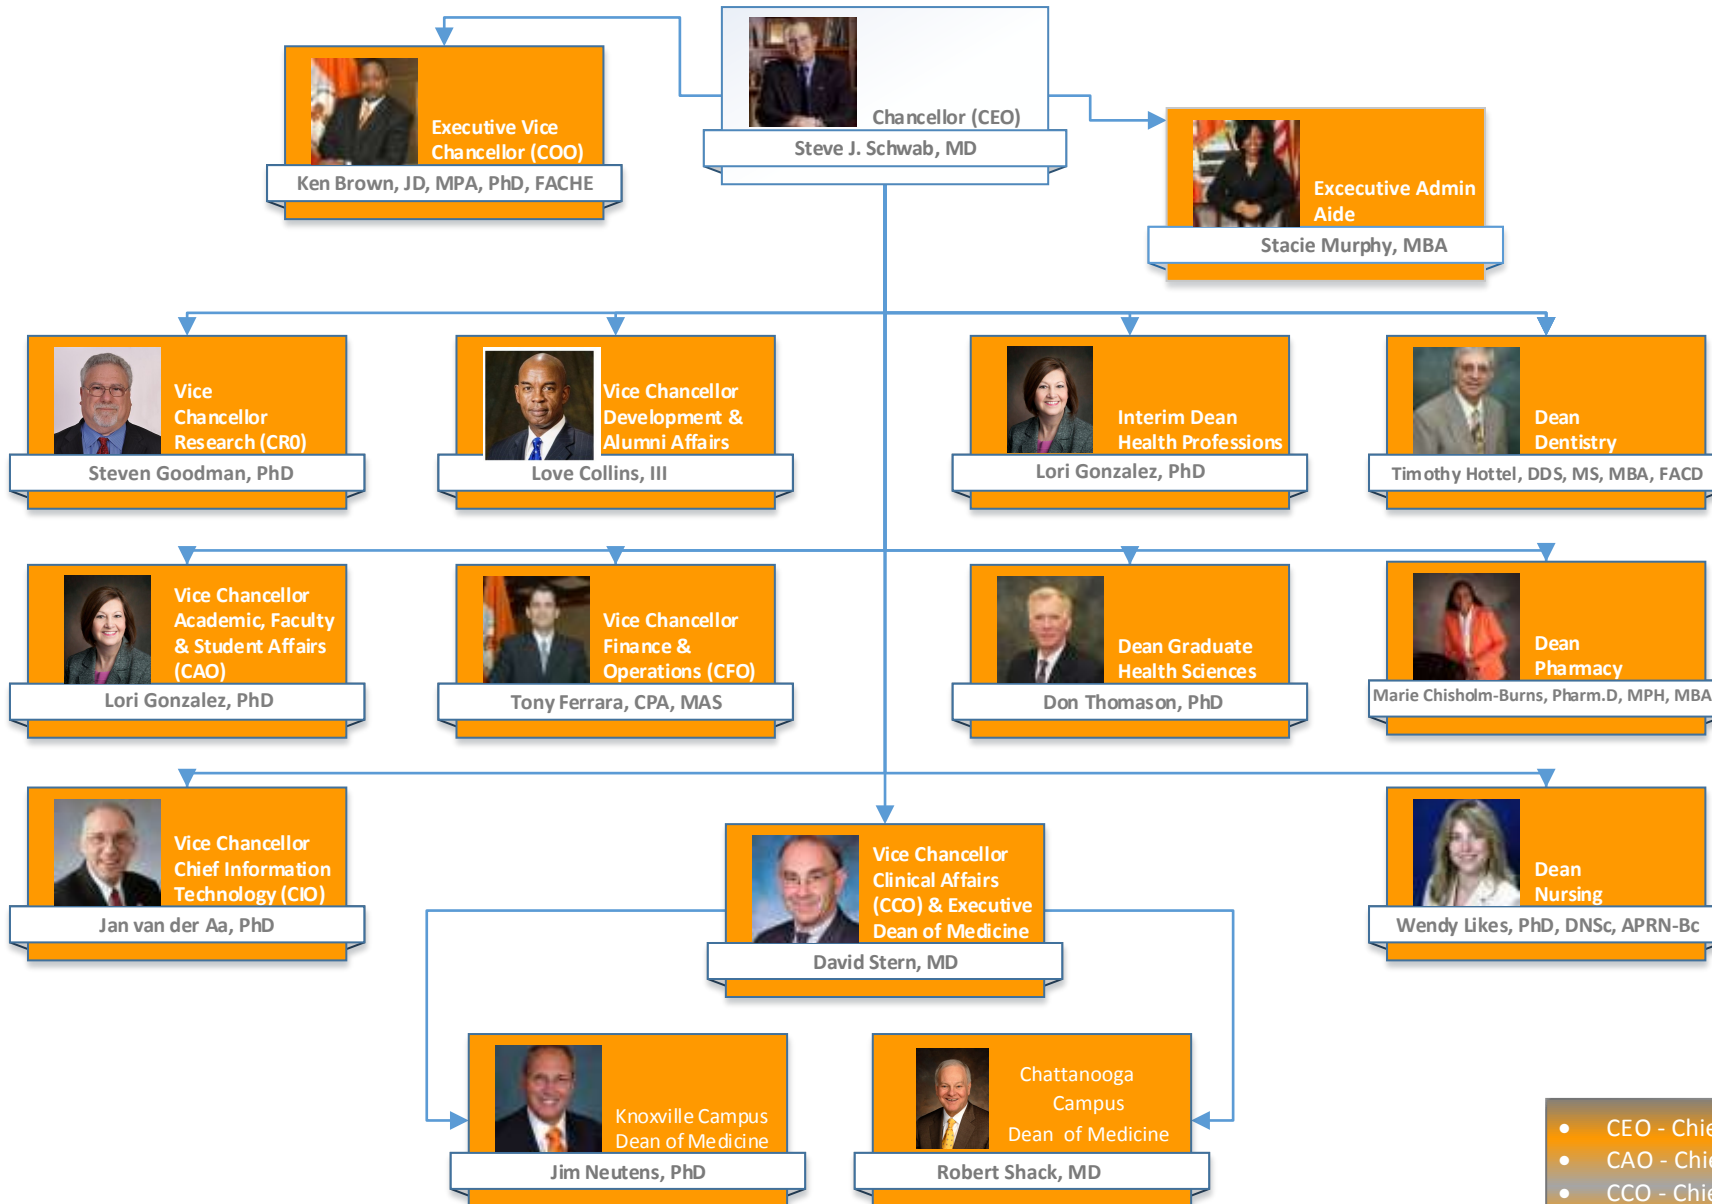 Executive Vice
Chancellor (COO)
Ken Brown, JD, MPA, PhD, FACHE
Chancellor (CEO)
Steve J. Schwab, MD
Excecutive Admin
Aide
Stacie Murphy, MBA
Vice
Chancellor
Research (CR0)
Steven Goodman, PhD
Vice Chancellor
Development &
Alumni Affairs
Love Collins, III
Interim Dean
Health Professions
Lori Gonzalez, PhD
Dean
Dentistry
Timothy Hottel, DDS, MS, MBA, FACD
Vice Chancellor
Academic, Faculty
& Student Affairs
(CAO)
Lori Gonzalez, PhD
Vice Chancellor
Finance &
Operations (CFO)
Tony Ferrara, CPA, MAS
Dean Graduate
Health Sciences
Don Thomason, PhD
Dean
Pharmacy
Marie Chisholm-Burns, Pharm.D, MPH, MBA
Vice Chancellor
Chief Information
Technology (CIO)
Jan van der Aa, PhD
Vice Chancellor
Clinical Affairs
(CCO) & Executive
Dean of Medicine
David Stern, MD
Dean
Nursing
Wendy Likes, PhD, DNSc, APRN-Bc
Knoxville Campus
Dean of Medicine
Jim Neutens, PhD
Chattanooga
Campus
Dean of Medicine
Robert Shack, MD
• CEO - Chie
• CAO - Chie
• CCO - Chie